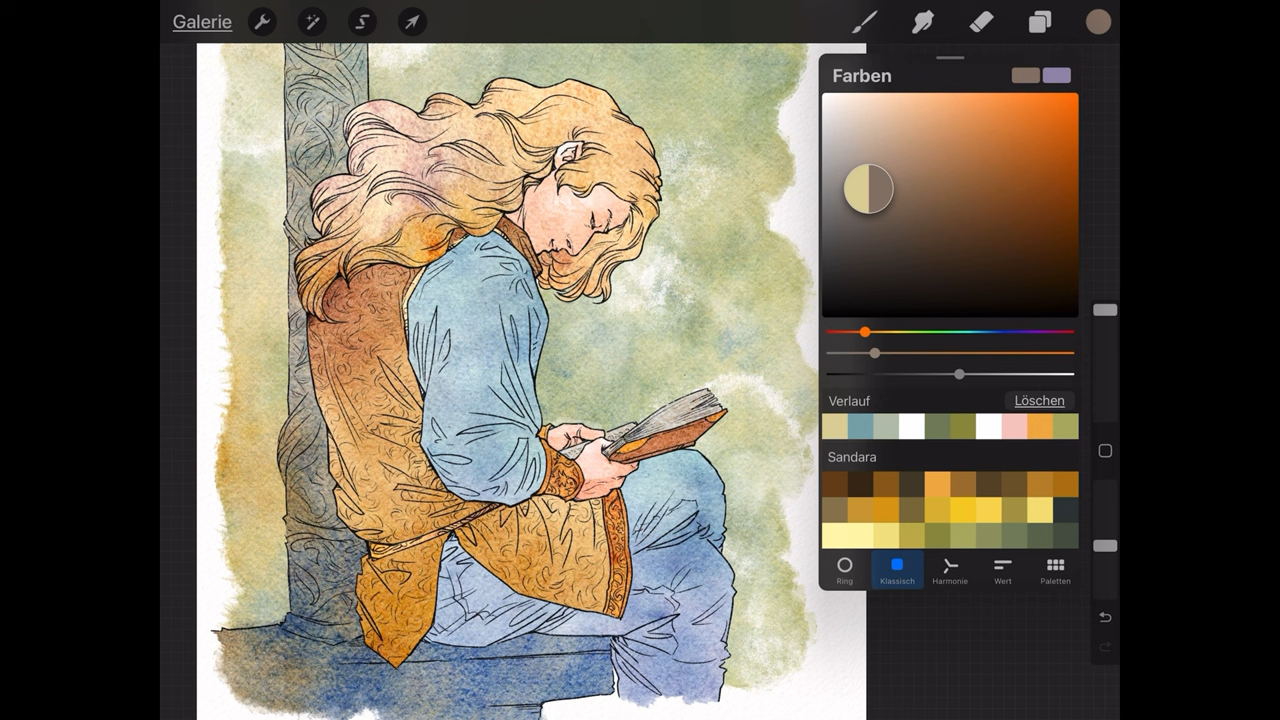 Galerie
Farben
Verlauf Löschen
Sandara
Ring Klassisch Harmonie Wert Paletten